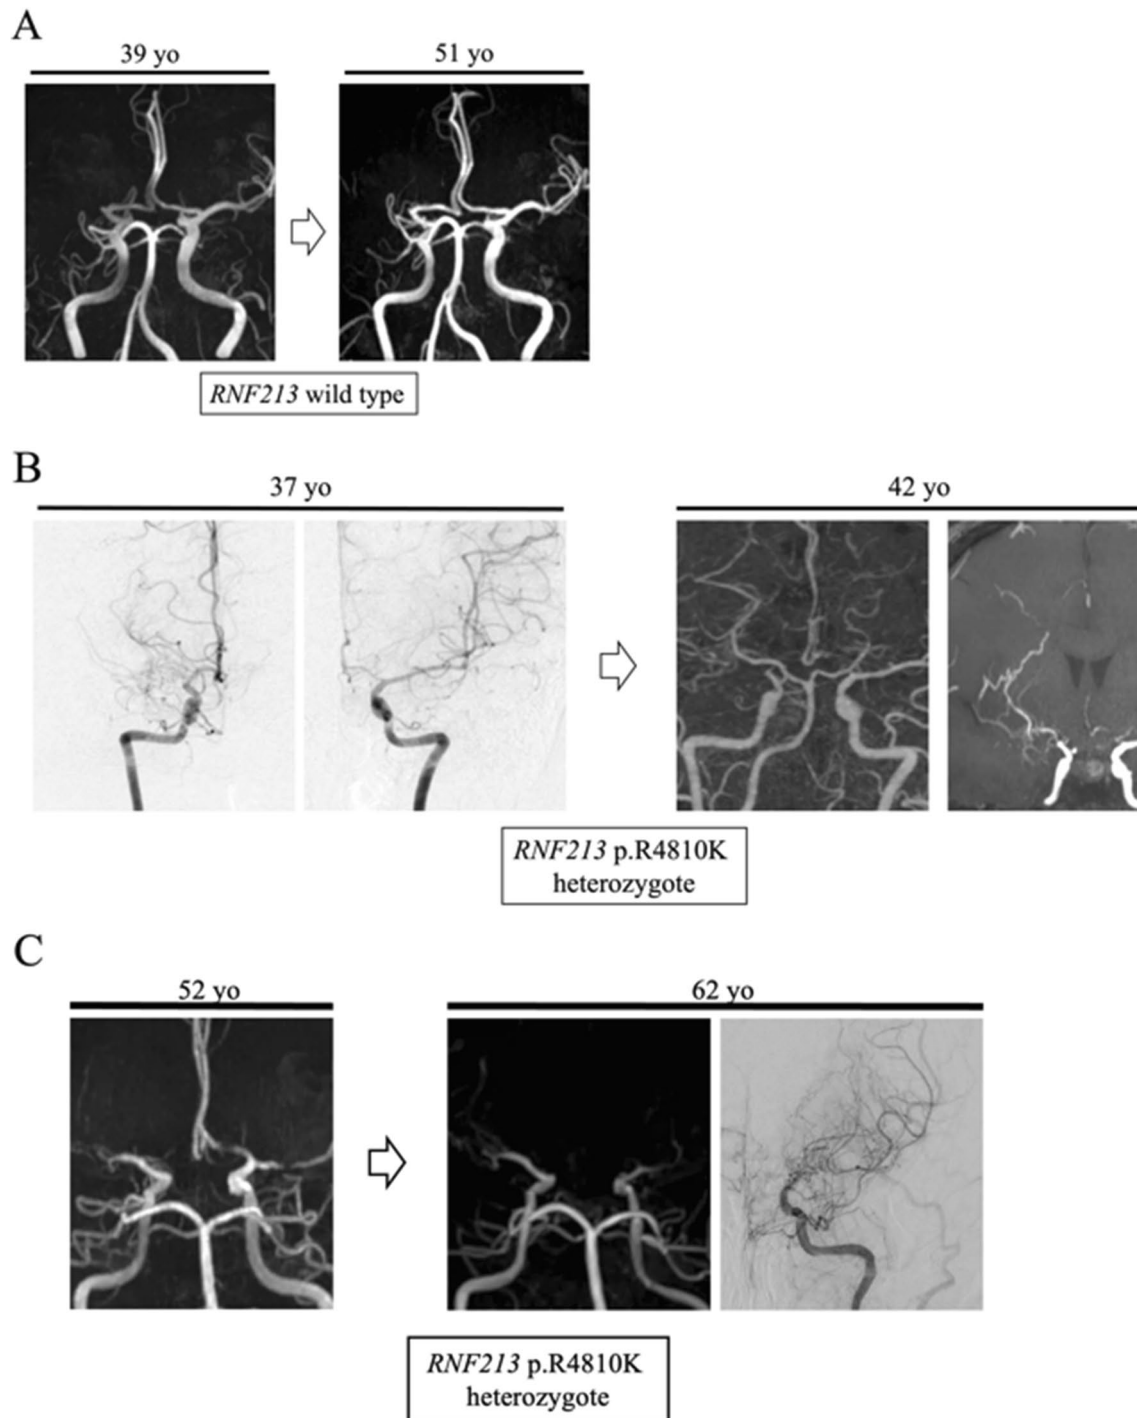 A
39 yo
51 yo
RNF213 wild type
B
37 yo
42 yo
RNF213 p.R4810K
heterozygote
C
52 yo
62 yo
RNF213 p.R4810K
heterozygote